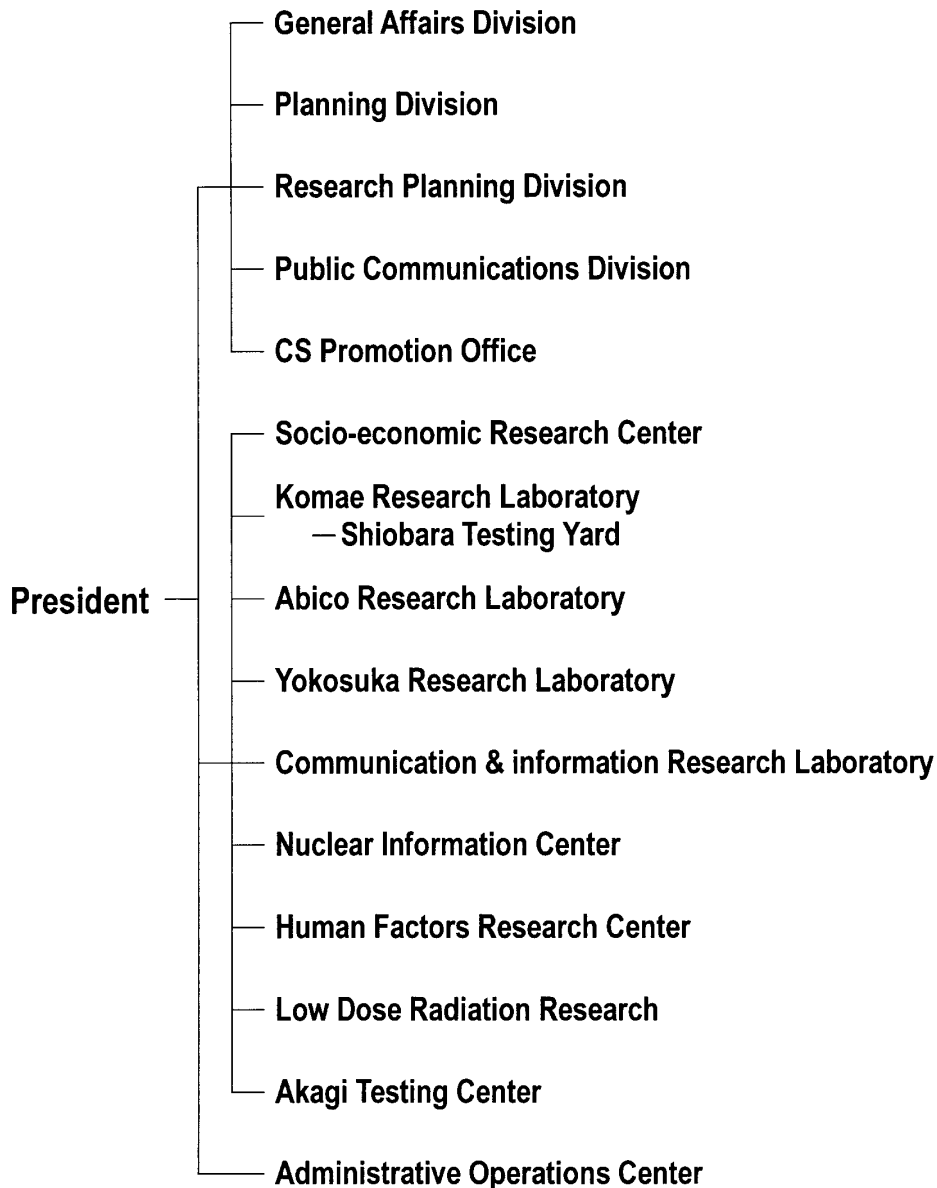 General Affairs Division
Planning Division
Research Planning Division
Public Communications Division
CS Promotion Office
Socio-economic Research Center
Komae Research Laboratory
— Shiobara Testing Yard
President
Abico Research Laboratory
Yokosuka Research Laboratory
Communication & information Research Laboratory
Nuclear Information Center
Human Factors Research Center
Low Dose Radiation Research
Akagi Testing Center
Administrative Operations Center